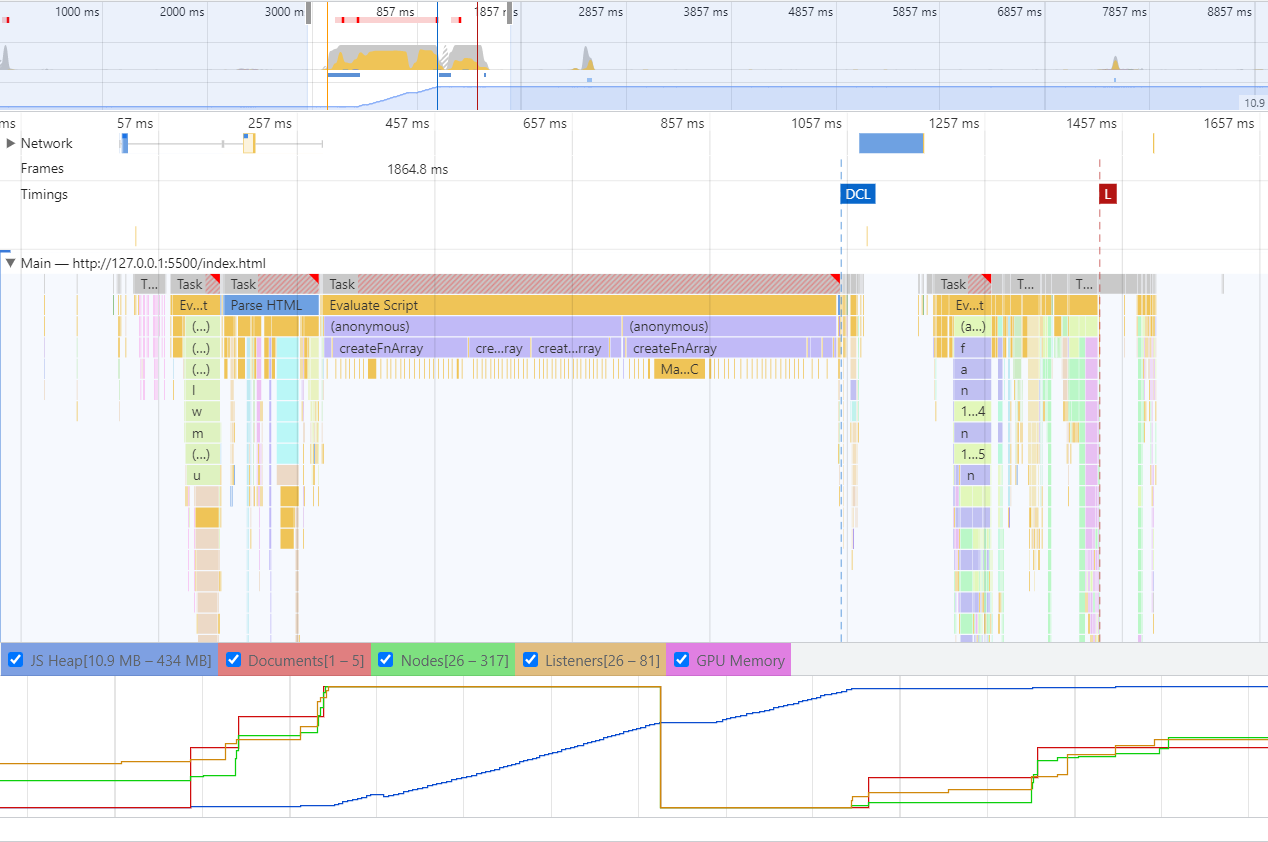 1000 ms 2000 ms 3000 m 857 ms 1857 ms 2857 ms 3857 ms 4857 ms 5857 ms 6857 ms 7857 ms 8857 ms
10.9
ms 57 ms 257 ms 457 ms 657 ms 857 ms 1057 ms 1257 ms 1457 ms 1657 ms
Network
Frames 1864.8 ms
Timings DCL L
Main — http://127.0.0.1:5500/index.html
T... Task Task Task Task T... T...
Ev...t Parse HTML Evaluate Script Ev...t
(...) (anonymous) (anonymous) (a...)
(...) createFnArray cre...ray creat...rray createFnArray f
(...) Ma...C a
l n
w 1...4
m n
(...) 1...5
u n
JS Heap[10.9 MB – 434 MB] Documents[1 – 5] Nodes[26 – 317] Listeners[26 – 81] GPU Memory